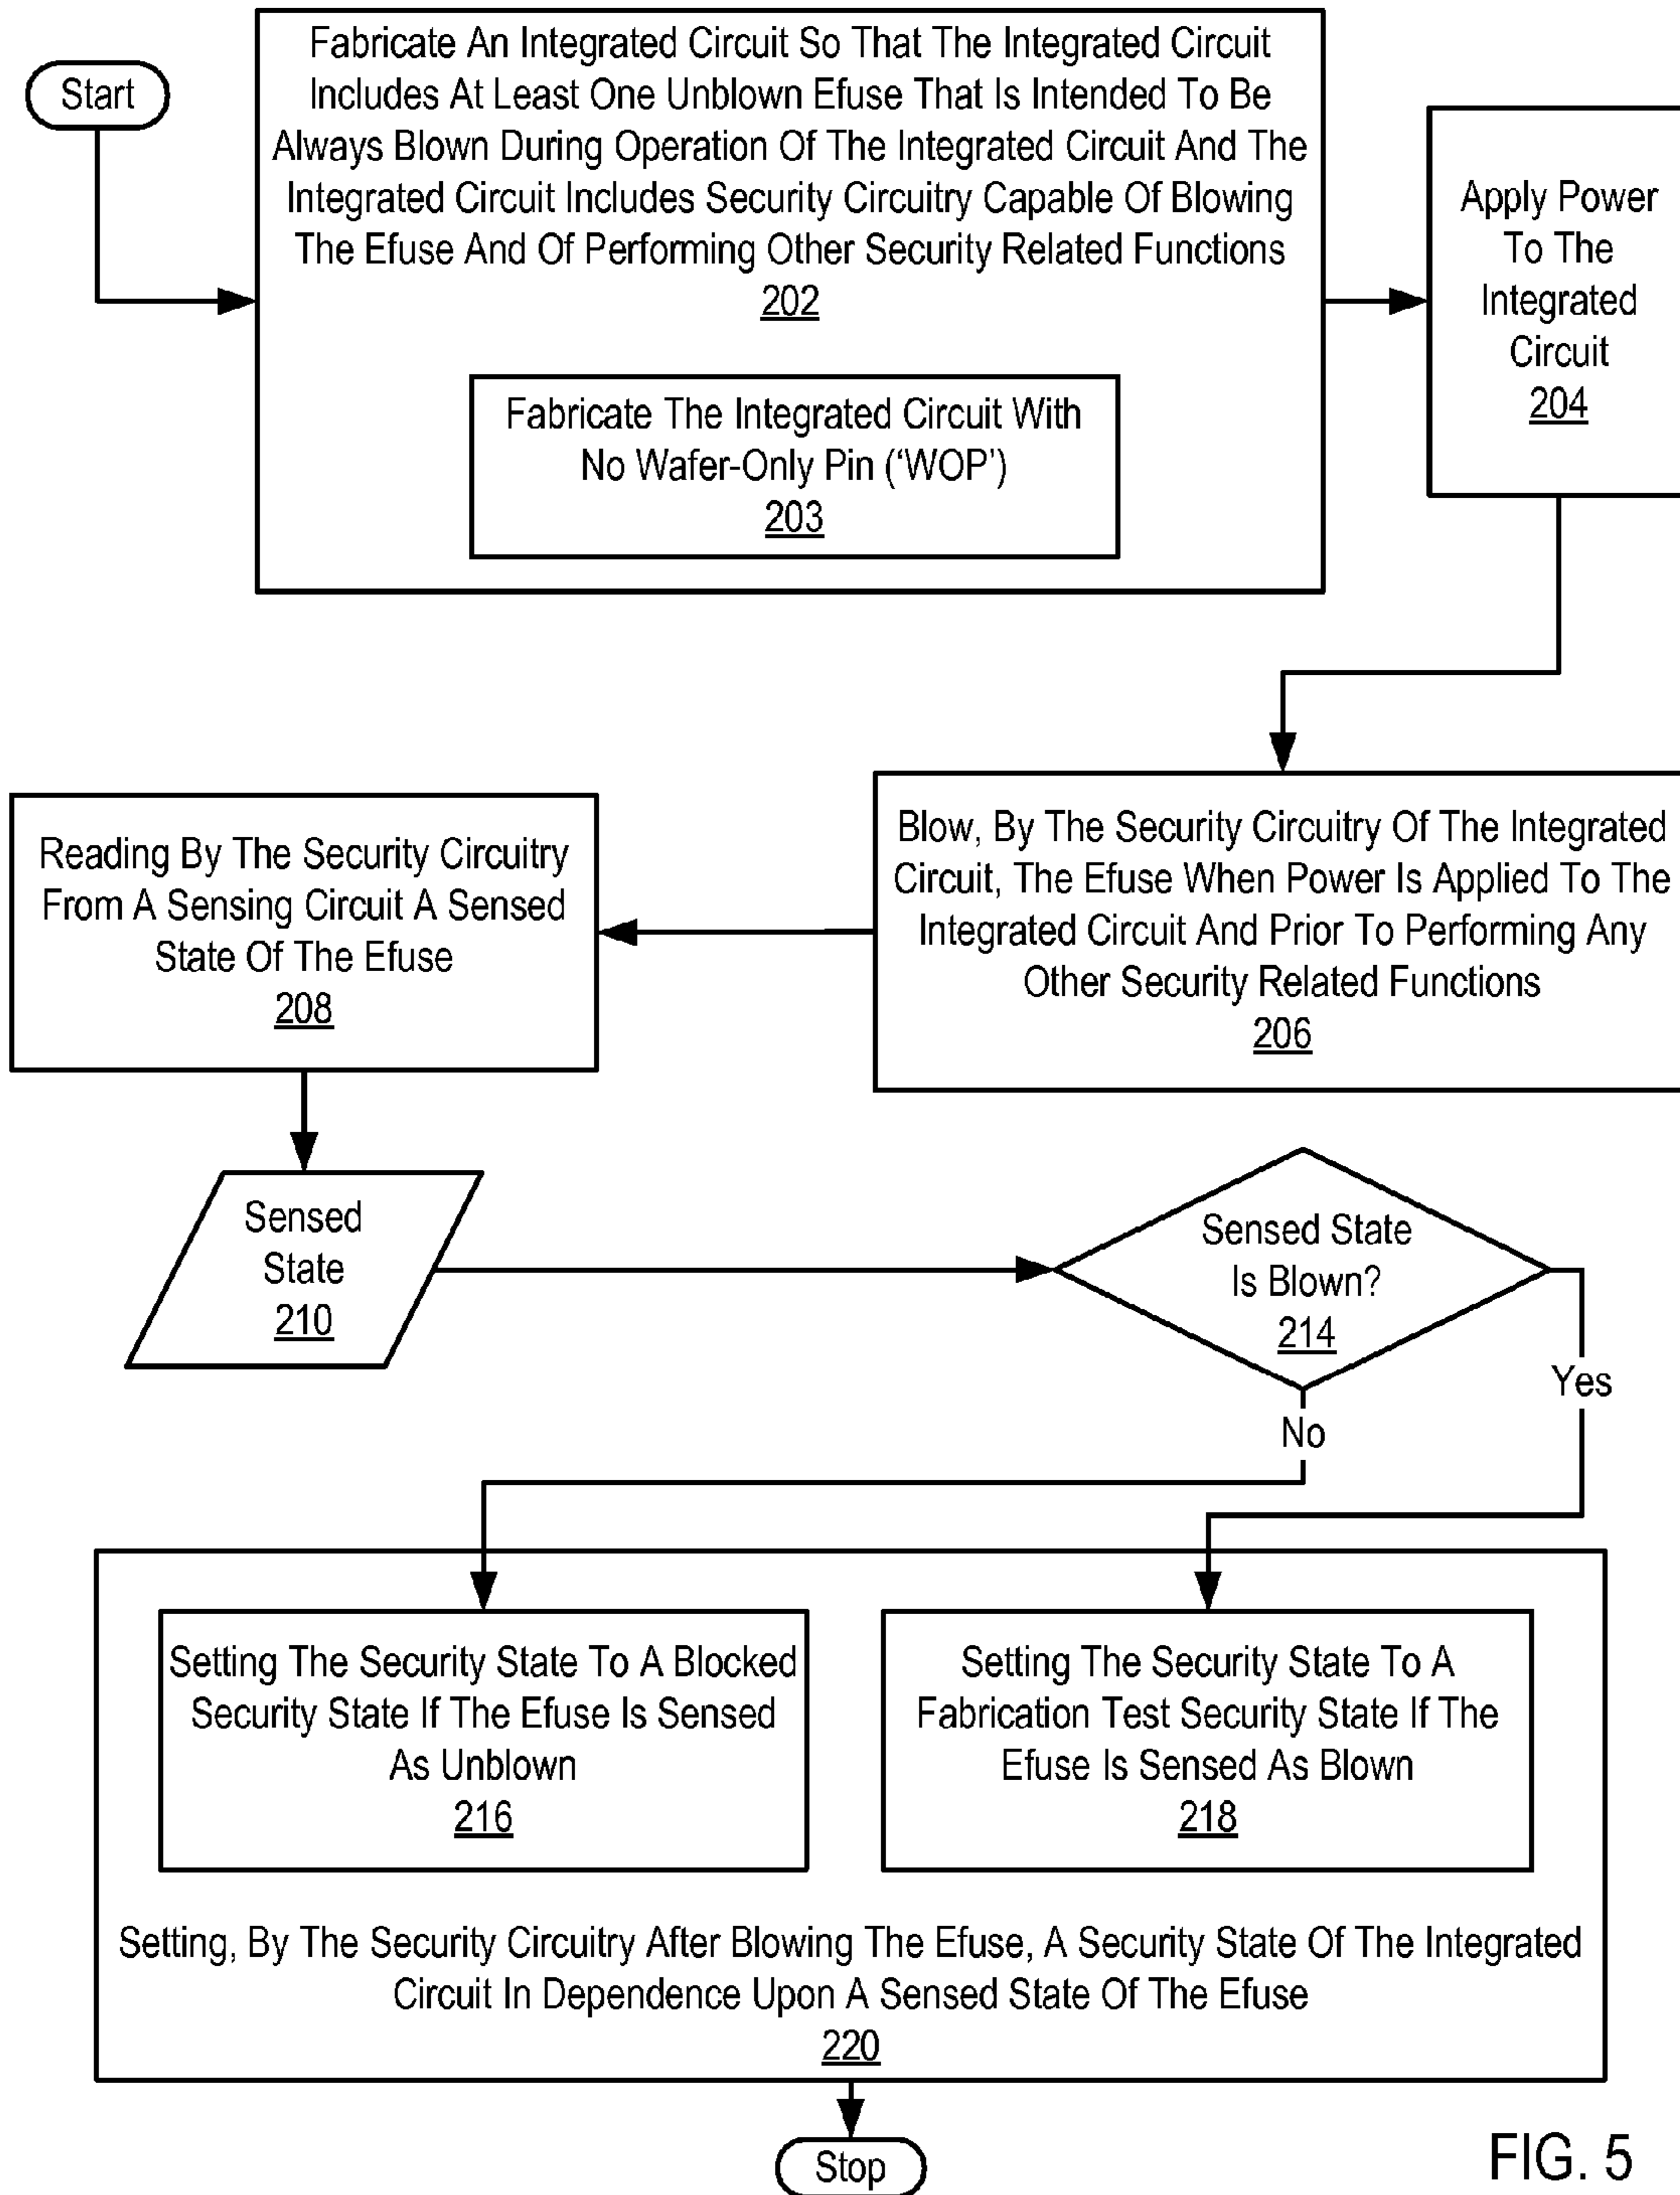 Start
Fabricate An Integrated Circuit So That The Integrated Circuit
Includes At Least One Unblown Efuse That Is Intended To Be
Always Blown During Operation Of The Integrated Circuit And The
Integrated Circuit Includes Security Circuitry Capable Of Blowing
The Efuse And Of Performing Other Security Related Functions
202
Fabricate The Integrated Circuit With
No Wafer-Only Pin (‘WOP’)
203
Apply Power
To The
Integrated
Circuit
204
Blow, By The Security Circuitry Of The Integrated
Circuit, The Efuse When Power Is Applied To The
Integrated Circuit And Prior To Performing Any
Other Security Related Functions
206
Reading By The Security Circuitry
From A Sensing Circuit A Sensed
State Of The Efuse
208
Sensed
State
210
Sensed State
Is Blown?
214
Yes
No
Setting The Security State To A Blocked
Security State If The Efuse Is Sensed
As Unblown
216
Setting The Security State To A
Fabrication Test Security State If The
Efuse Is Sensed As Blown
218
Setting, By The Security Circuitry After Blowing The Efuse, A Security State Of The Integrated
Circuit In Dependence Upon A Sensed State Of The Efuse
220
Stop
FIG. 5